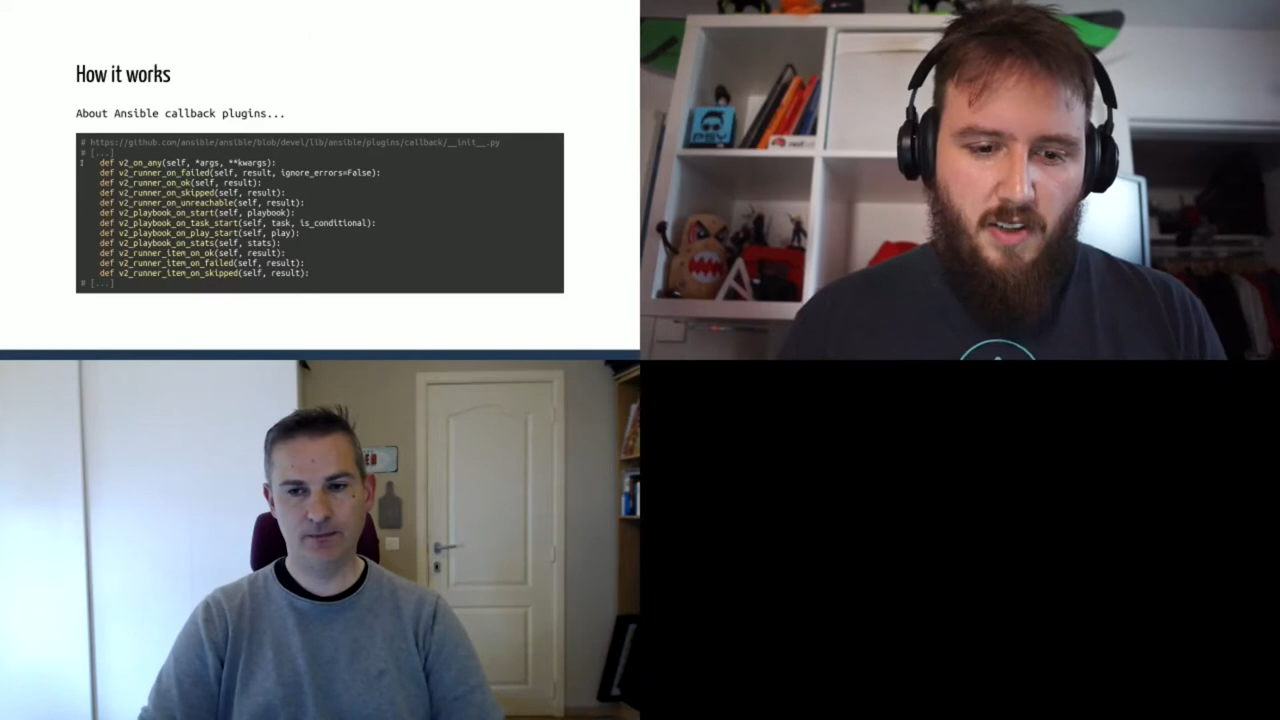 How it works
About Ansible callback plugins...
# https://github.com/ansible/ansible/blob/devel/lib/ansible/plugins/callback/__init__.py
# [...]
def v2_on_any(self, *args, **kwargs):
def v2_runner_on_failed(self, result, ignore_errors=False):
def v2_runner_on_ok(self, result):
def v2_runner_on_skipped(self, result):
def v2_runner_on_unreachable(self, result):
def v2_playbook_on_start(self, playbook):
def v2_playbook_on_task_start(self, task, is_conditional):
def v2_playbook_on_play_start(self, play):
def v2_playbook_on_stats(self, stats):
def v2_runner_item_on_ok(self, result):
def v2_runner_item_on_failed(self, result):
def v2_runner_item_on_skipped(self, result):
# [...]
PSY